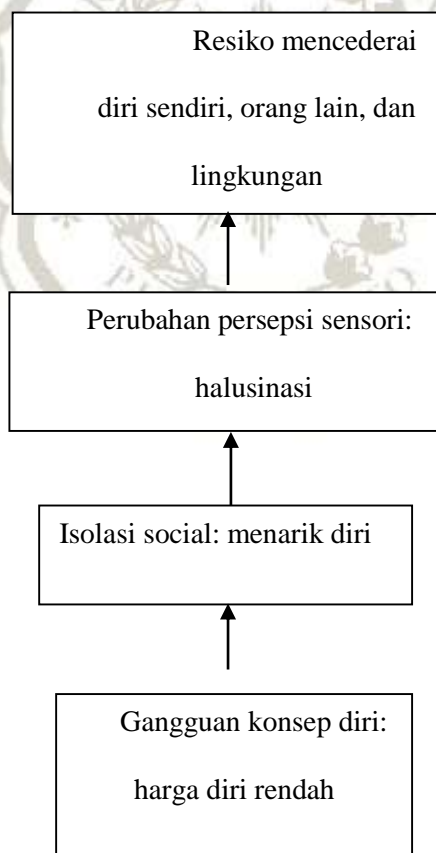 Resiko mencederai
diri sendiri, orang lain, dan
lingkungan
Perubahan persepsi sensori:
halusinasi
Isolasi social: menarik diri
Gangguan konsep diri:
harga diri rendah